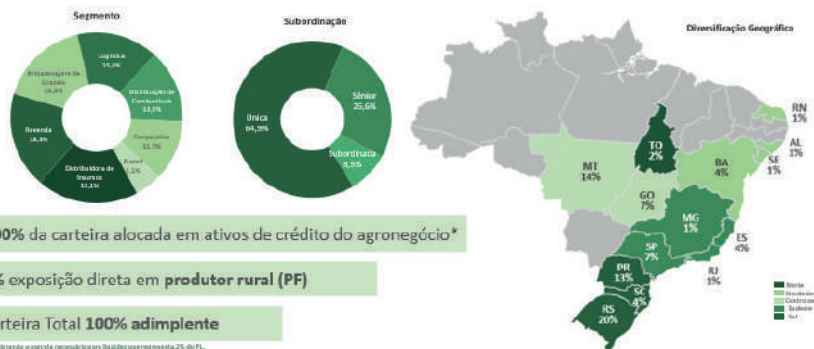 Segmento
Subordinação
Diversificação Geográfica
Logística
Armazenagem de
Grãos
Distribuição de
Combustíveis
Revenda
Distribuidora de
Insumos
Única
64,9%
Sênior
25,6%
Subordinada
RN
1%
AL
1%
SE
1%
TO
2%
BA
4%
MT
14%
GO
7%
MG
1%
ES
4%
SP
7%
RJ
1%
PR
13%
SC
4%
RS
20%
Norte
Nordeste
Sudeste
Sul
00% da carteira alocada em ativos de crédito do agronegócio*
% exposição direta em produtor rural (PF)
rteira Total 100% adimplente